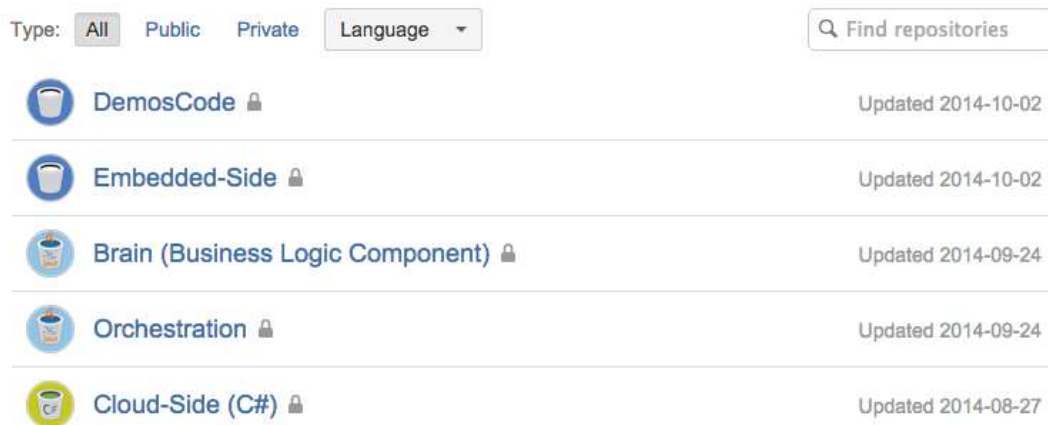 Type: All Public Private Language Find repositories
DemosCode Updated 2014-10-02
Embedded-Side Updated 2014-10-02
Brain (Business Logic Component) Updated 2014-09-24
Orchestration Updated 2014-09-24
C# Cloud-Side (C#) Updated 2014-08-27